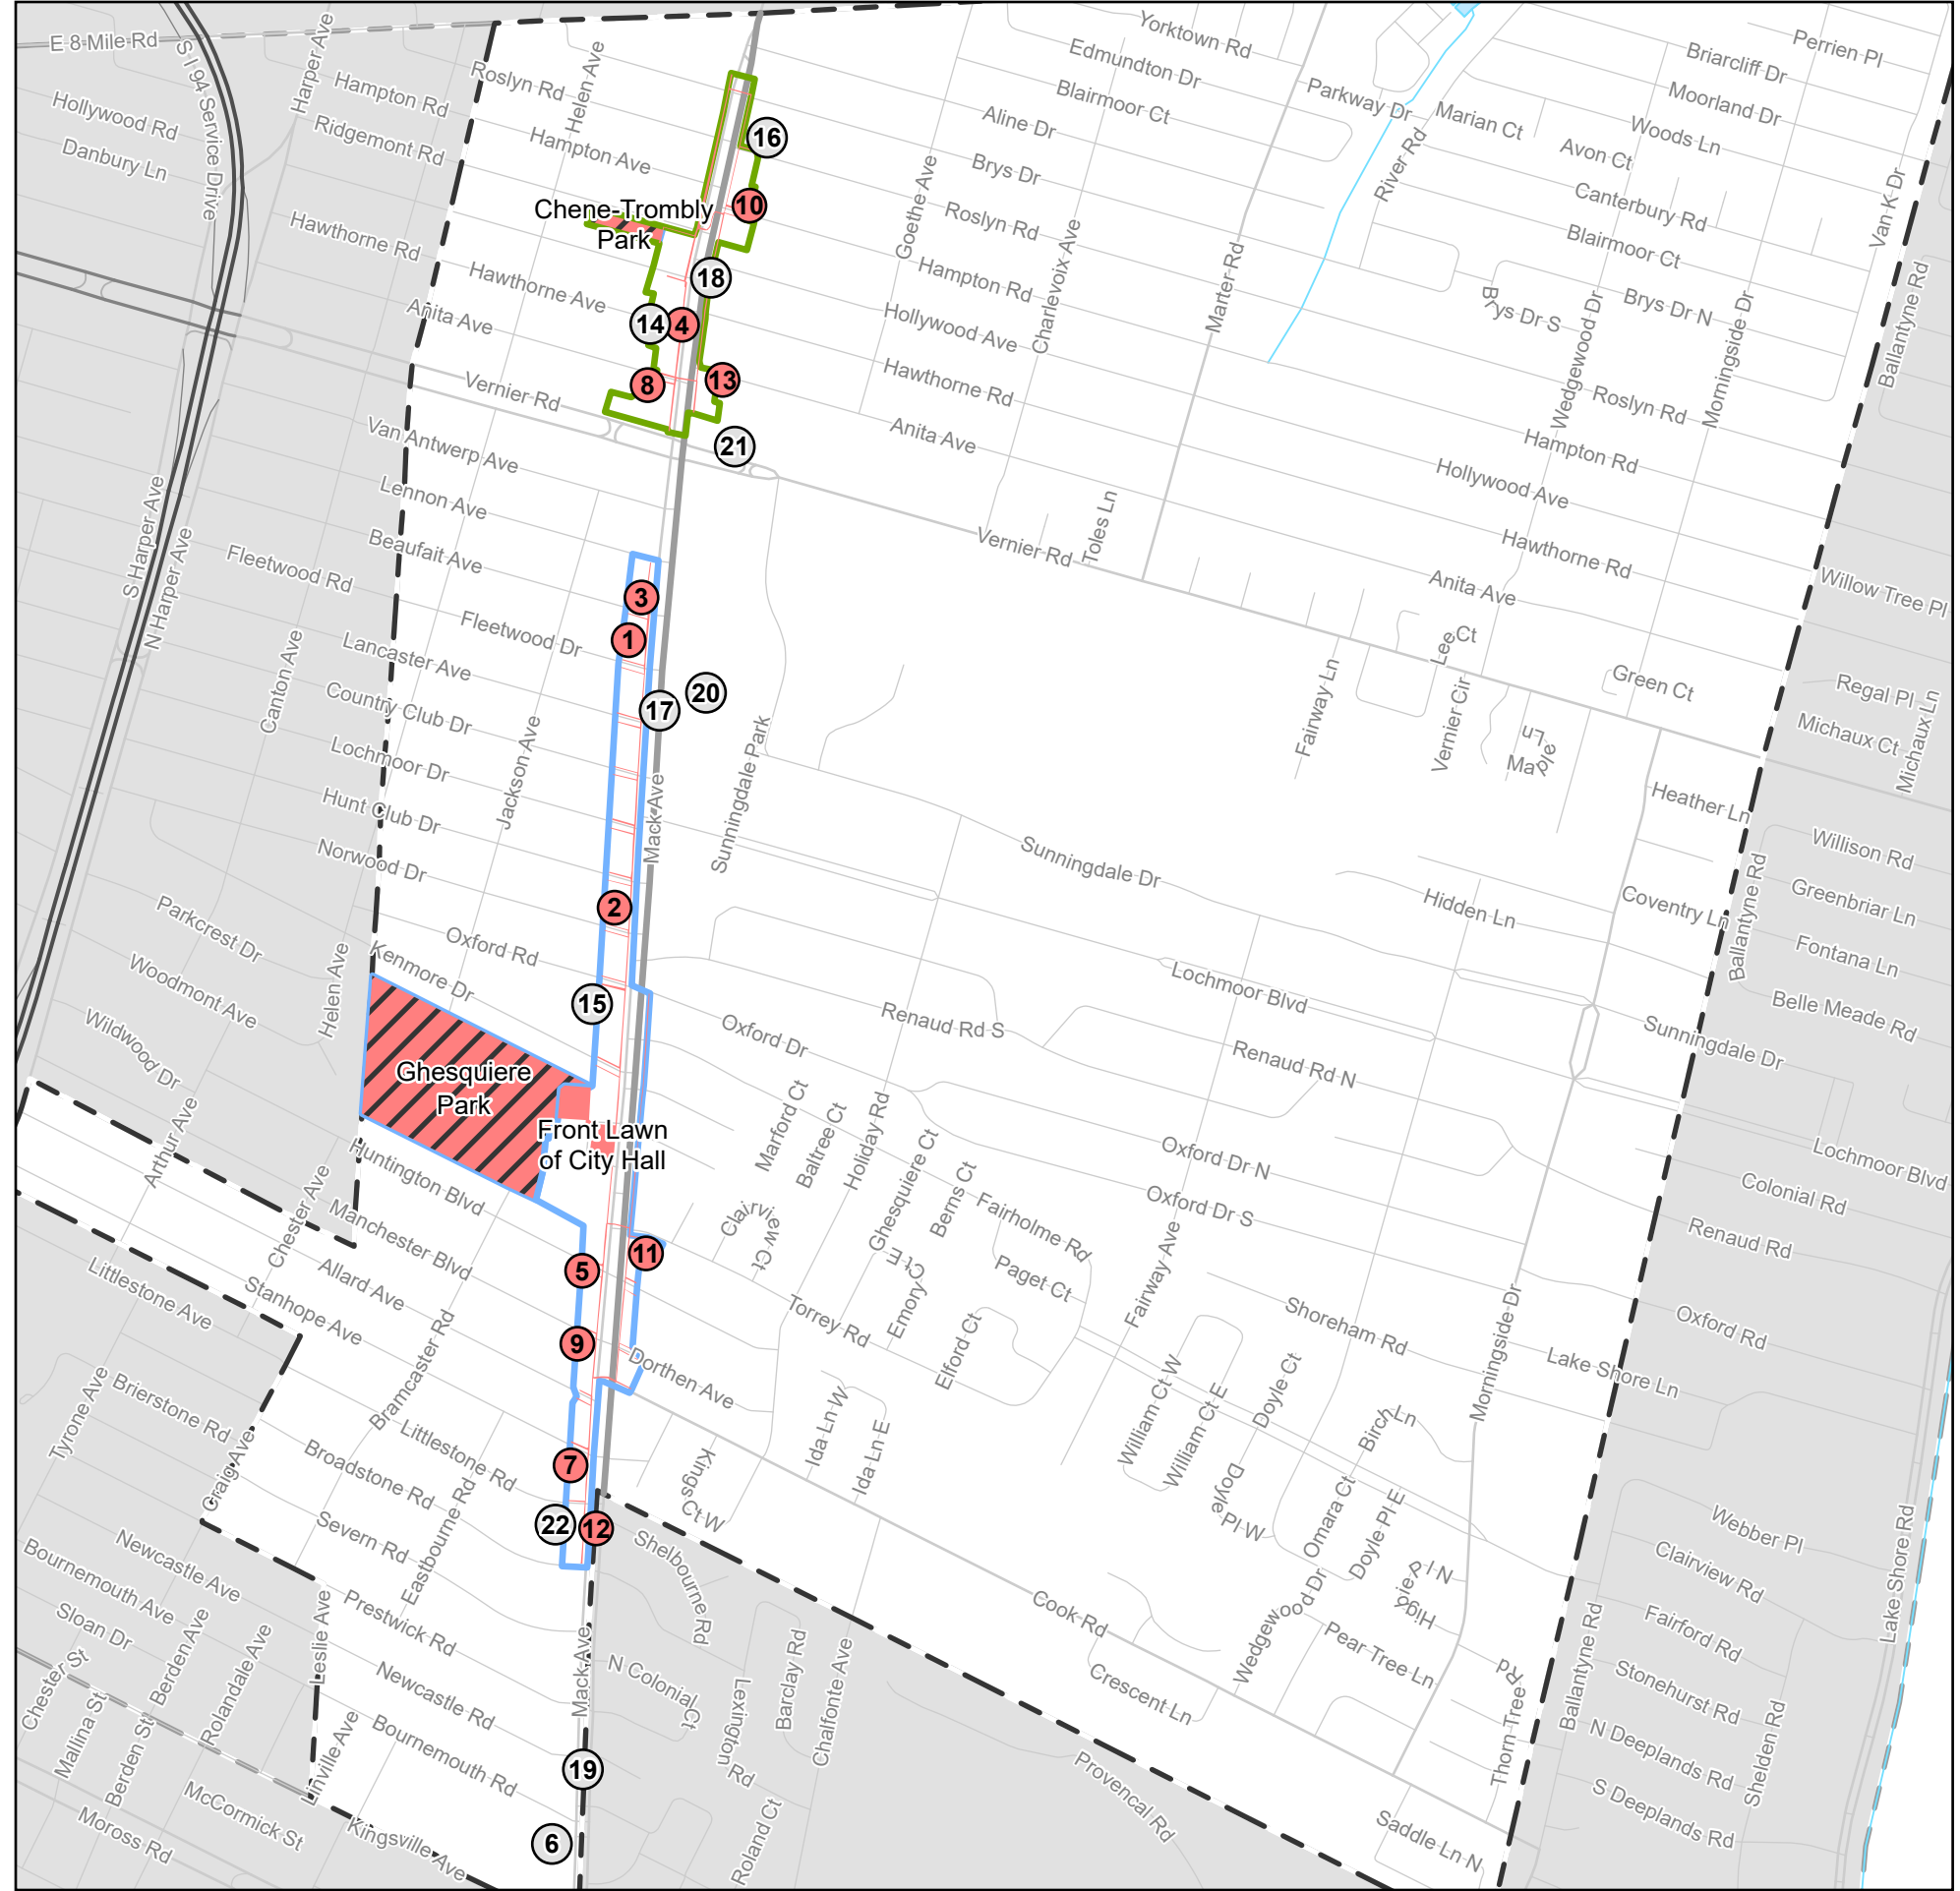 E 8 Mile Rd
S I 94 Service Drive
Harper Ave
Hollywood Rd
Danbury Ln
Hampton Rd
Ridgemont Rd
Hawthorne Rd
Roslyn Rd
Helen Ave
Hampton Ave
Chene-Trombly
Park
Hawthorne Ave
Anita Ave
Vernier Rd
16
10
18
14
4
8
13
21
Yorktown Rd
Edmundton Dr
Blairmoor Ct
Aline Dr
Brys Dr
Roslyn Rd
Goethe Ave
Hampton Rd
Charlevoix Ave
Hollywood Ave
Hawthorne Rd
Anita Ave
Marter Rd
Parkway Dr
River Rd
Marian Ct
Perrien Pl
Briarcliff Dr
Moorland Dr
Woods Ln
Avon Ct
Canterbury Rd
Blairmoor Ct
Van K Dr
Brys Dr S
Brys Dr N
Wedgewood Dr
Morningside Dr
Ballantyne Rd
Roslyn Rd
Hampton Rd
Hollywood Ave
Hawthorne Rd
Anita Ave
Willow Tree Pl
Van Antwerp Ave
Lennon Ave
Beaufait Ave
Fleetwood Rd
Fleetwood Dr
Lancaster Ave
Country Club Dr
Lochmoor Dr
Hunt Club Dr
Norwood Dr
Oxford Rd
Kenmore Dr
S Harper Ave
N Harper Ave
Canton Ave
Jackson Ave
3
1
17
20
2
15
Mack Ave
Sunningdale Park
Vernier Rd
Toles Ln
Fairway Ln
Lee Ct
Vernier Cir
Maple Ln
Green Ct
Regal Pl
Michaux Ct
Michaux Ln
Heather Ln
Willison Rd
Greenbriar Ln
Fontana Ln
Belle Meade Rd
Ballantyne Rd
Coventry Ln
Hidden Ln
Sunningdale Dr
Sunningdale Dr
Lochmoor Blvd
Lochmoor Blvd
Renaud Rd S
Renaud Rd N
Oxford Dr
Oxford Dr N
Oxford Dr S
Parkcrest Dr
Woodmont Ave
Wildwood Dr
Helen Ave
Ghesquiere
Park
Front Lawn
of City Hall
Arthur Ave
Huntington Blvd
Manchester Blvd
Allard Ave
Stanhope Ave
Chester Ave
Littlestone Ave
Marford Ct
Baltree Ct
Holiday Rd
Clairview Ct
Ghesquiere Ct
Berns Ct
Fairholme Rd
Paget Ct
Emory Ct E
Elford Ct
Torrey Rd
Fairway Ave
Shoreham Rd
Colonial Rd
Renaud Rd
Oxford Rd
Lake Shore Ln
Morningside Dr
5
11
9
7
22
12
Dorthen Ave
Tyrone Ave
Brierstone Rd
Craig Ave
Bramcaster Rd
Littlestone Rd
Broadstone Rd
Severn Rd
Eastbourne Rd
Prestwick Rd
Newcastle Rd
Bournemouth Rd
Newcastle Ave
Bournemouth Ave
Sloan Dr
Berden Ave
Rolandale Ave
Leslie Ave
Chester St
Mallina St
Berden St
Linville Ave
McCormick St
Moross Rd
Kingsville Ave
Kings Ct W
Ida Ln W
Ida Ln E
William Ct W
William Ct E
Doyle Ct
Doyle Pl W
Doyle Pl E
Omara Ct
Birch Ln
Hidgie Pl N
Wedgewood Dr
Pear Tree Ln
Thorn Tree Rd
Cook Rd
Crescent Ln
Saddle Ln N
Provencal Rd
Shelbourne Rd
N Colonial Ct
Lexington Rd
Barclay Rd
Chalfonte Ave
Roland Ct
Mack Ave
19
6
Webber Pl
Clairview Rd
Fairford Rd
Stonehurst Rd
N Deeplands Rd
S Deeplands Rd
Shelden Rd
Ballantyne Rd
Lake Shore Rd